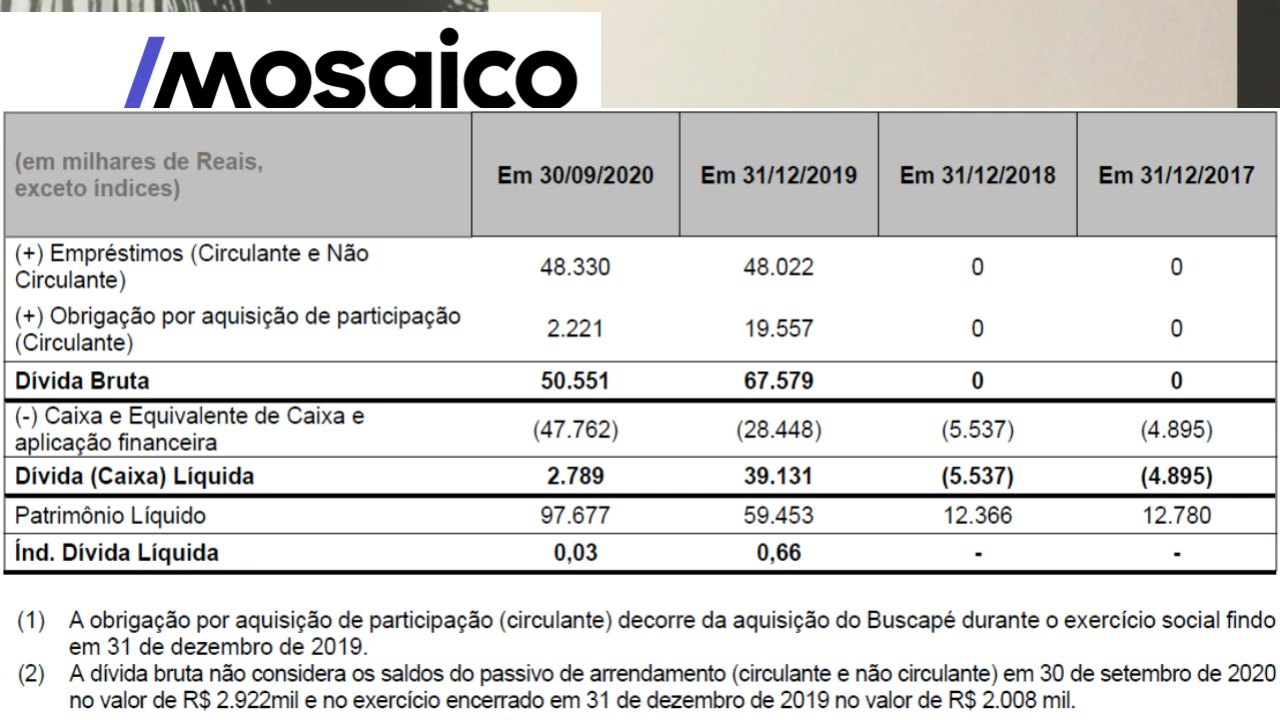 /mosaico
(em milhares de Reais,
exceto índices)
Em 30/09/2020 Em 31/12/2019 Em 31/12/2018 Em 31/12/2017
(+) Empréstimos (Circulante e Não
Circulante)
48.330 48.022 0 0
(+) Obrigação por aquisição de participação
(Circulante)
2.221 19.557 0 0
Dívida Bruta 50.551 67.579 0 0
(-) Caixa e Equivalente de Caixa e
aplicação financeira
(47.762) (28.448) (5.537) (4.895)
Dívida (Caixa) Líquida 2.789 39.131 (5.537) (4.895)
Patrimônio Líquido 97.677 59.453 12.366 12.780
Índ. Dívida Líquida 0,03 0,66 - -
(1) A obrigação por aquisição de participação (circulante) decorre da aquisição do Buscapé durante o exercício social findo
em 31 de dezembro de 2019.
(2) A dívida bruta não considera os saldos do passivo de arrendamento (circulante e não circulante) em 30 de setembro de 2020
no valor de R$ 2.922mil e no exercício encerrado em 31 de dezembro de 2019 no valor de R$ 2.008 mil.